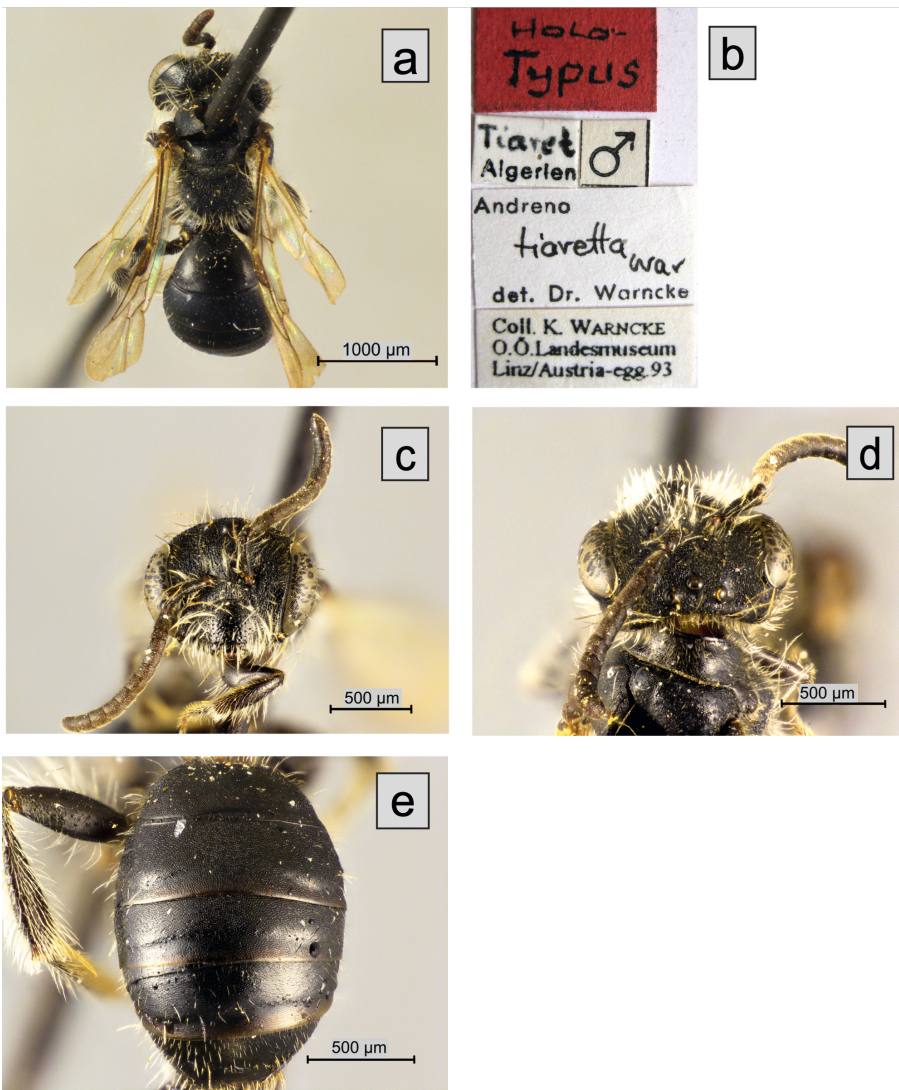 a
1000 µm
Holo-
Typus
b
Tiaret
Algerien ♂
Andreno
tiaretta war
det. Dr. Warncke
Coll. K. WARNCKE
O.Ö.Landesmuseum
Linz/Austria-egg.93
c
500 µm
d
500 µm
e
500 µm